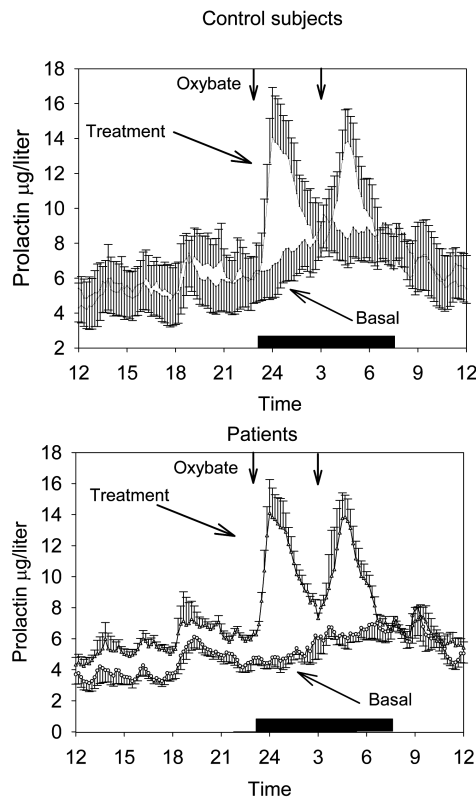 Control subjects
18
16
14
12
10
8
6
4
2
Prolactin µg/liter
Oxybate
Treatment
Basal
12 15 18 21 24 3 6 9 12
Time
Patients
18
16
14
12
10
8
6
4
2
0
Prolactin µg/liter
Oxybate
Treatment
Basal
12 15 18 21 24 3 6 9 12
Time